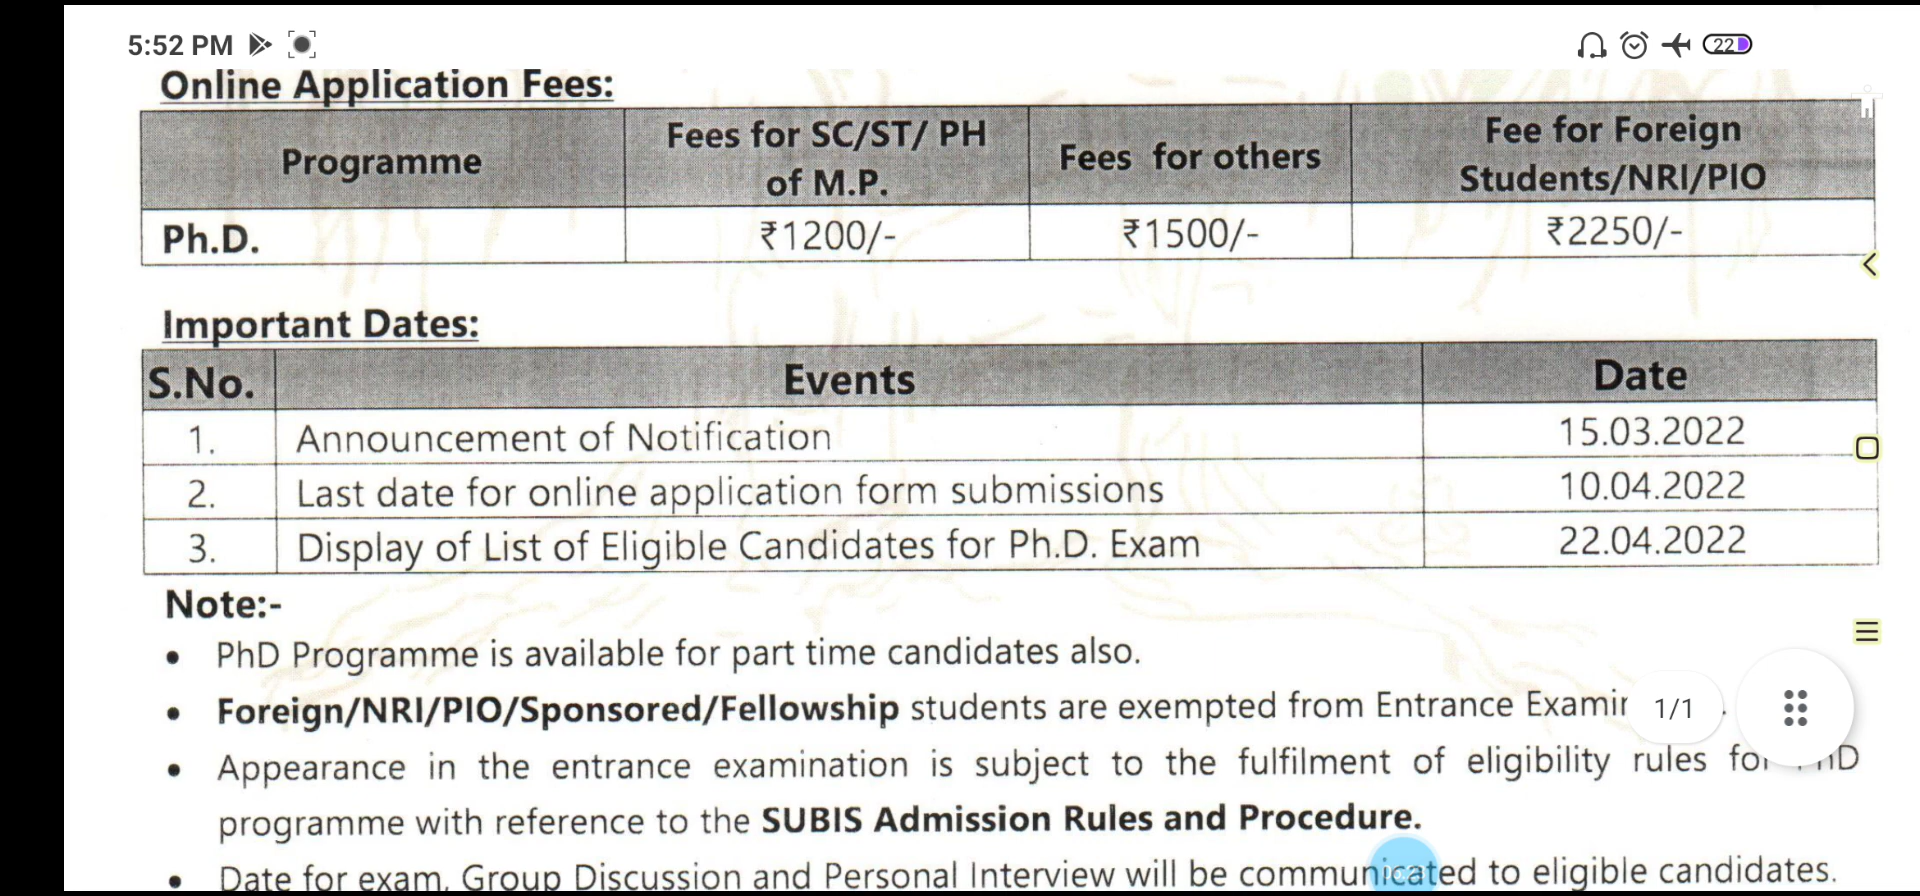 5:52 PM 22
Online Application Fees:
Programme Fees for SC/ST/ PH of M.P. Fees for others Fee for Foreign Students/NRI/PIO
Ph.D. ₹1200/- ₹1500/- ₹2250/-
Important Dates:
S.No. Events Date
1. Announcement of Notification 15.03.2022
2. Last date for online application form submissions 10.04.2022
3. Display of List of Eligible Candidates for Ph.D. Exam 22.04.2022
Note:-
• PhD Programme is available for part time candidates also.
• Foreign/NRI/PIO/Sponsored/Fellowship students are exempted from Entrance
1/1
• Appearance in the entrance examination is subject to the fulfilment of eligibility rules
programme with reference to the SUBIS Admission Rules and Procedure.
• Date for exam, Group Discussion and Personal Interview will be communicated to eligible candidates.